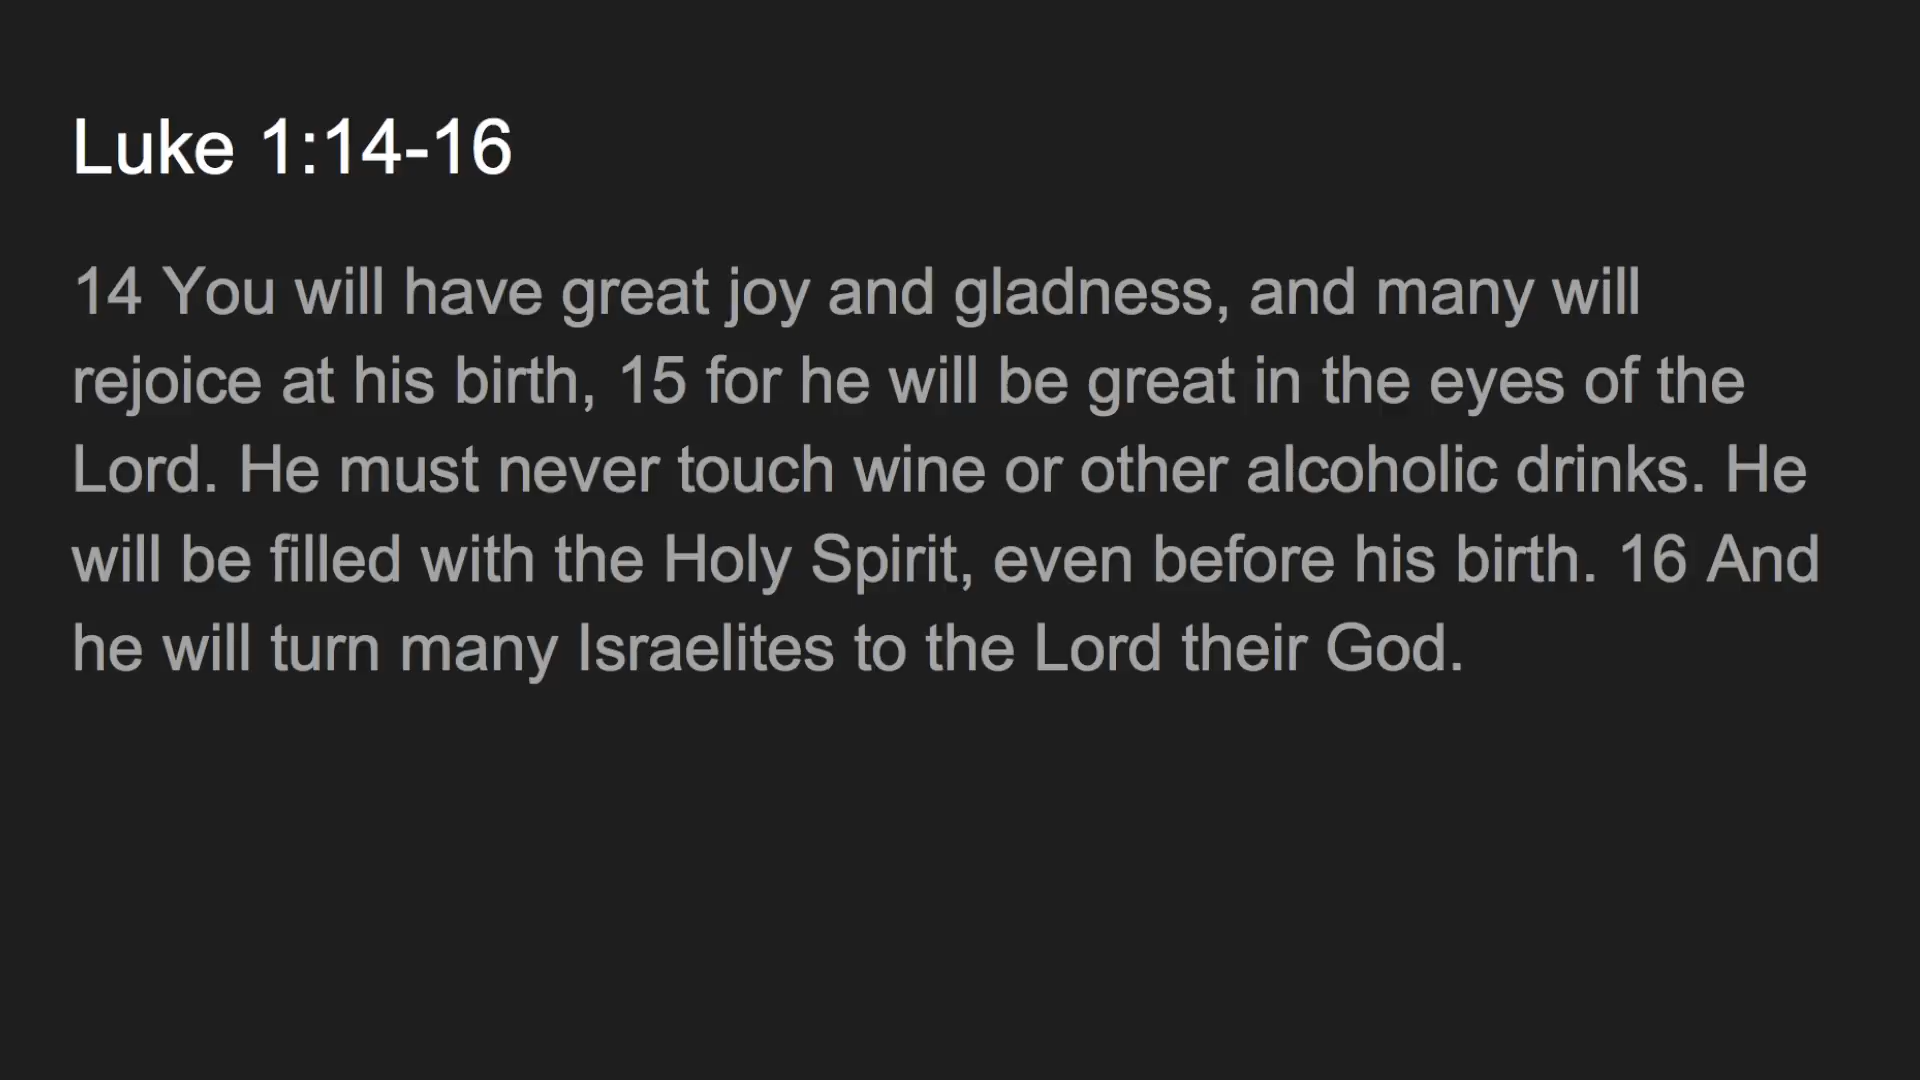 Luke 1:14-16
14 You will have great joy and gladness, and many will
rejoice at his birth, 15 for he will be great in the eyes of the
Lord. He must never touch wine or other alcoholic drinks. He
will be filled with the Holy Spirit, even before his birth. 16 And
he will turn many Israelites to the Lord their God.